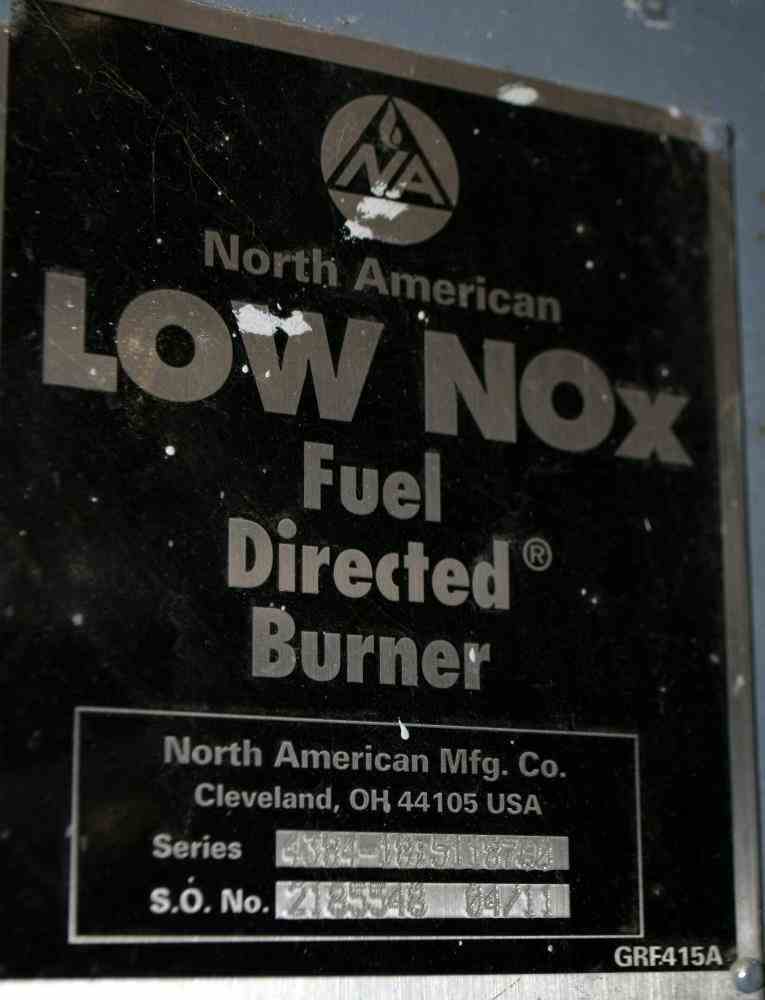 NA
North American
LOW NOx
Fuel
Directed®
Burner
North American Mfg. Co.
Cleveland, OH 44105 USA
Series
S.O. No. 2185548 04/11
GRF415A